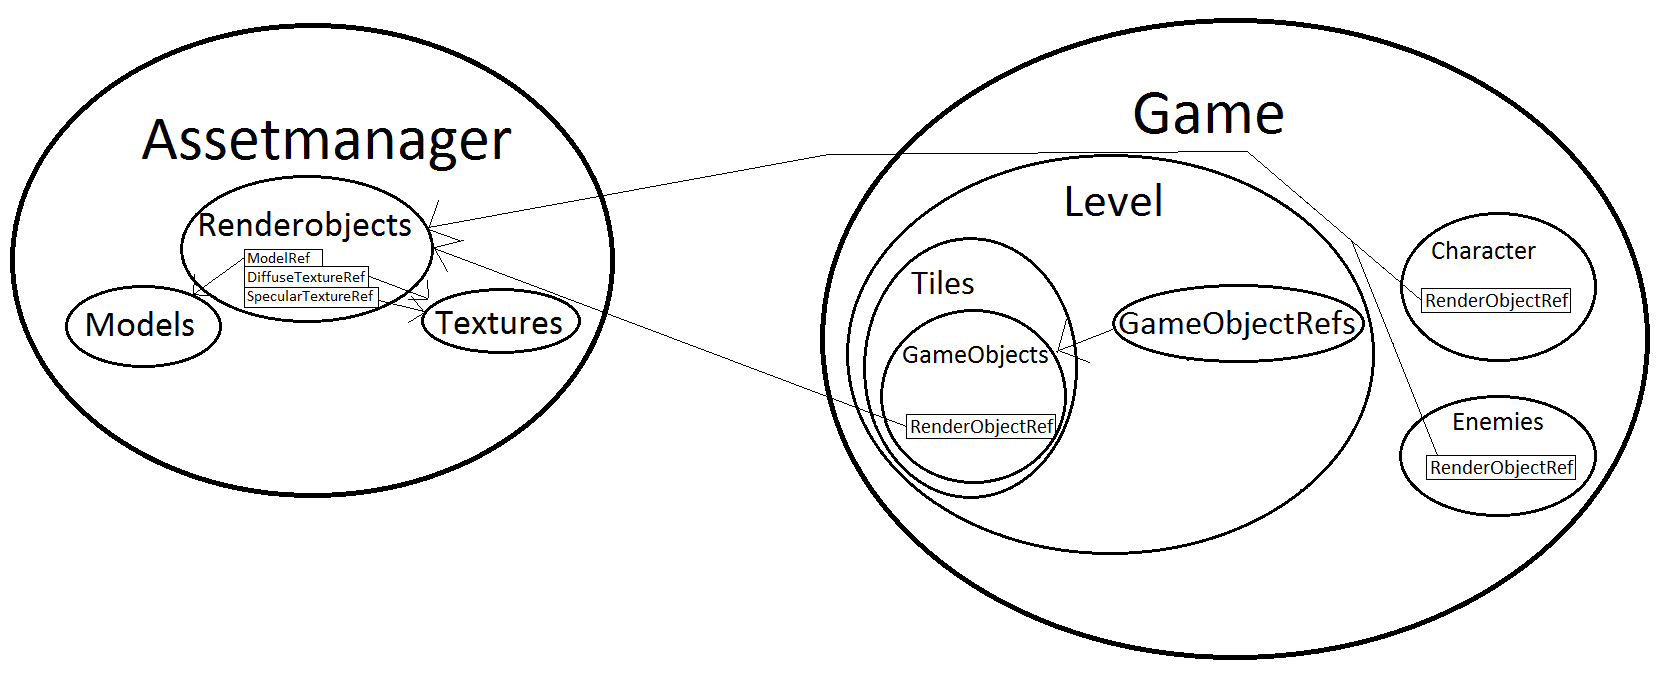 Assetmanager
Renderobjects
ModelRef
DiffuseTextureRef
SpecularTextureRef
Models
Textures
Game
Level
Tiles
GameObjects
RenderObjectRef
GameObjectRefs
Character
RenderObjectRef
Enemies
RenderObjectRef